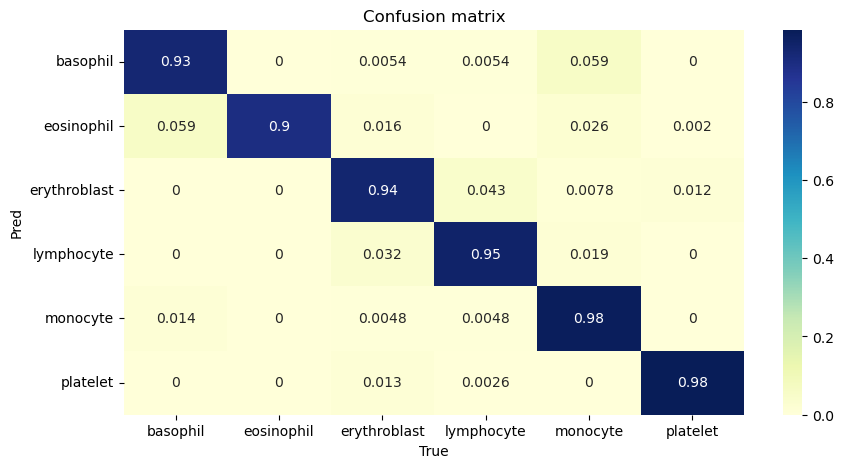 Confusion matrix
basophil 0.93 0 0.0054 0.0054 0.059 0
eosinophil 0.059 0.9 0.016 0 0.026 0.002
erythroblast 0 0 0.94 0.043 0.0078 0.012
lymphocyte 0 0 0.032 0.95 0.019 0
monocyte 0.014 0 0.0048 0.0048 0.98 0
platelet 0 0 0.013 0.0026 0 0.98
basophil eosinophil erythroblast lymphocyte monocyte platelet
True
Pred
0.8
0.6
0.4
0.2
0.0